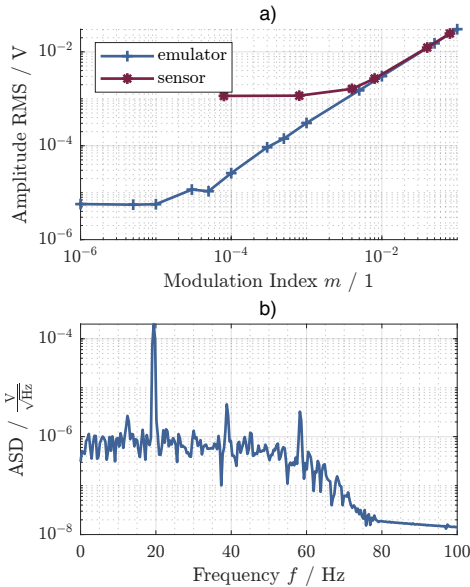 a)
Amplitude RMS / V
10⁻²
10⁻⁴
10⁻⁶
emulator
sensor
10⁻⁶
10⁻⁴
10⁻²
Modulation Index m / 1
b)
ASD / V/√Hz
10⁻⁴
10⁻⁶
10⁻⁸
0
20
40
60
80
100
Frequency f / Hz